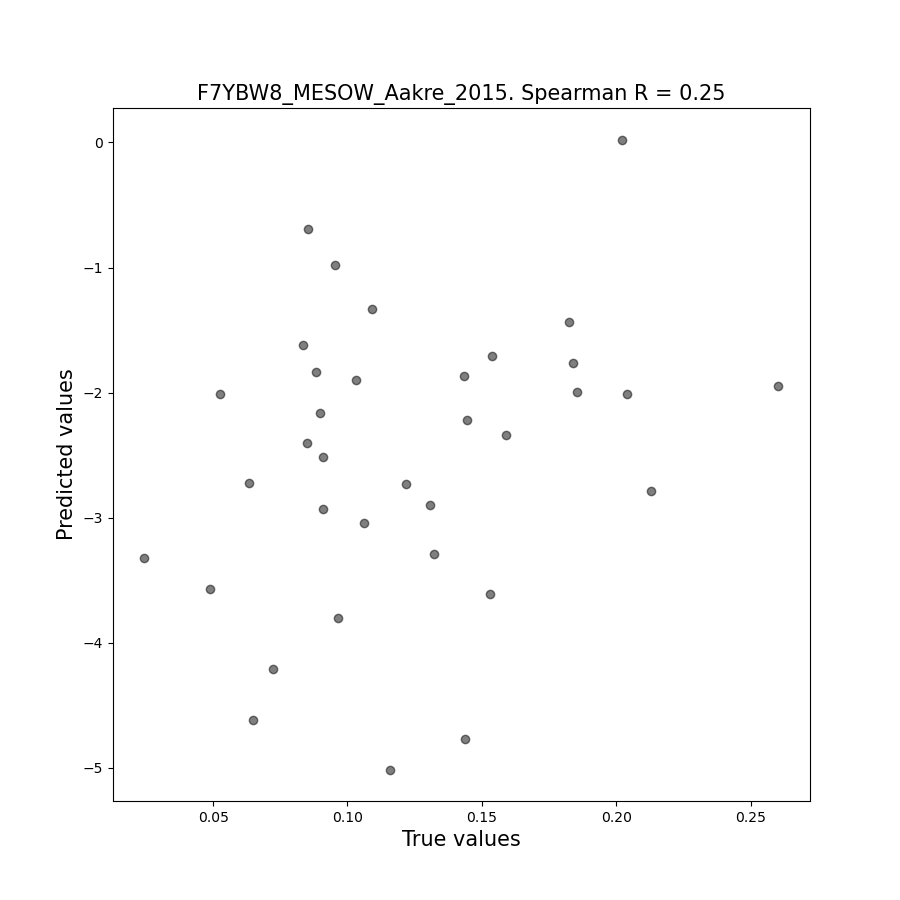 F7YBW8_MESOW_Aakre_2015. Spearman R = 0.25
0
−1
−2
−3
−4
−5
Predicted values
0.05 0.10 0.15 0.20 0.25
True values